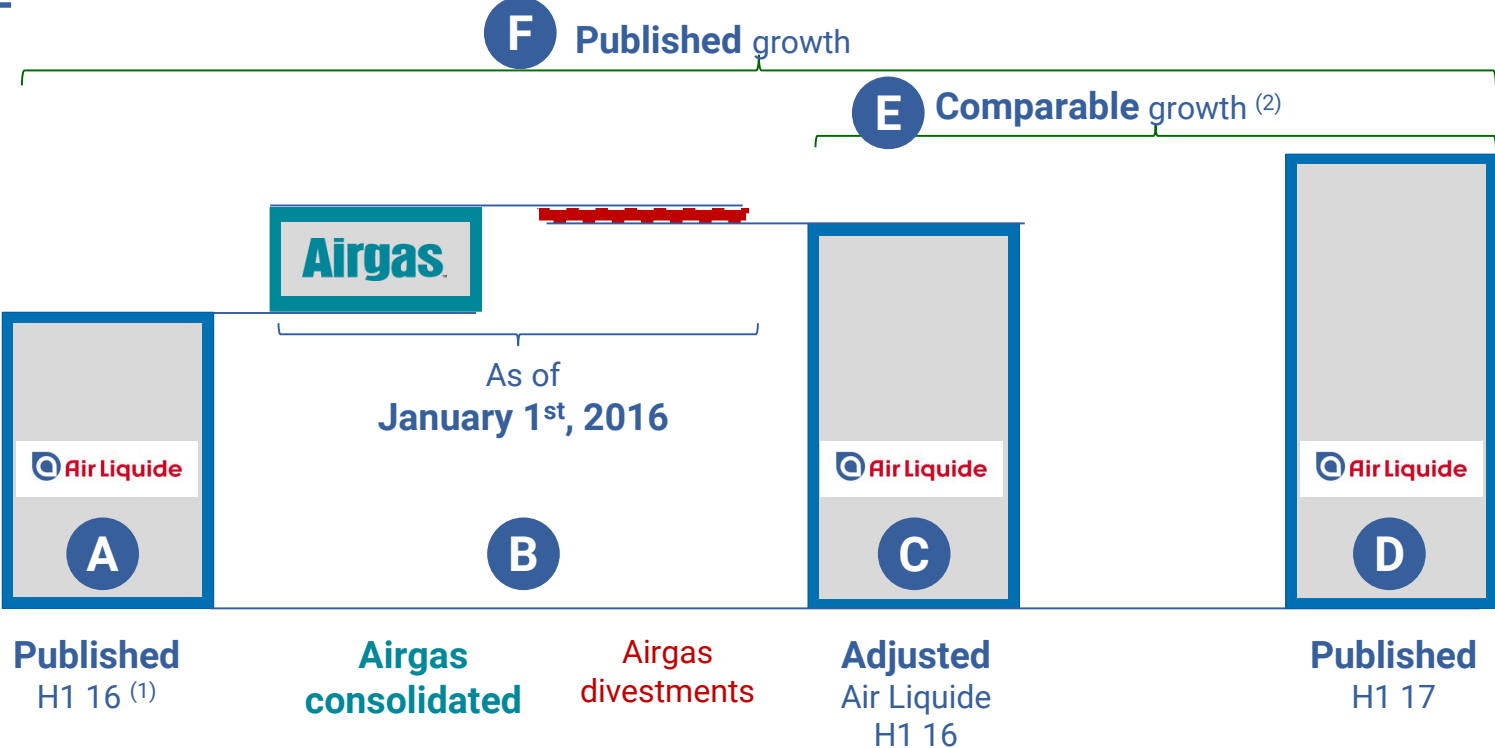 F Published growth
E Comparable growth (2)
Airgas
As of
January 1st, 2016
Air Liquide
Air Liquide
Air Liquide
A
B
C
D
Published
H1 16 (1)
Airgas
consolidated
Airgas
divestments
Adjusted
Air Liquide
H1 16
Published
H1 17